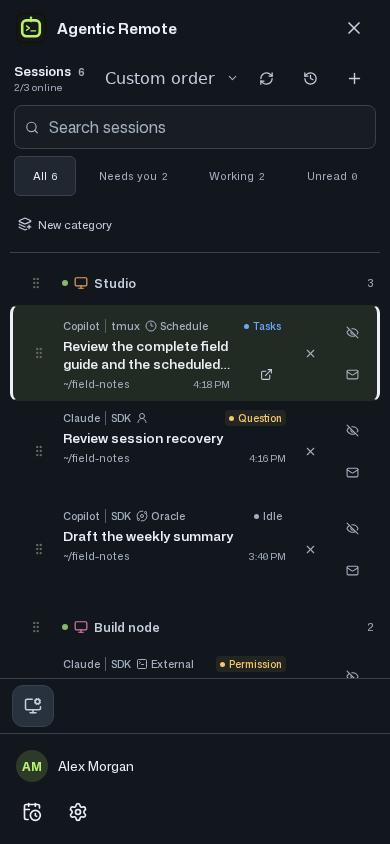 Agentic Remote
Sessions 6
2/3 online
Custom order
Search sessions
All 6
Needs you 2
Working 2
Unread 0
New category
Studio 3
Copilot | tmux Schedule Tasks
Review the complete field
guide and the scheduled…
~/field-notes 4:18 PM
Claude | SDK Question
Review session recovery
~/field-notes 4:16 PM
Copilot | SDK Oracle Idle
Draft the weekly summary
~/field-notes 3:40 PM
Build node 2
Claude | SDK External Permission
AM Alex Morgan